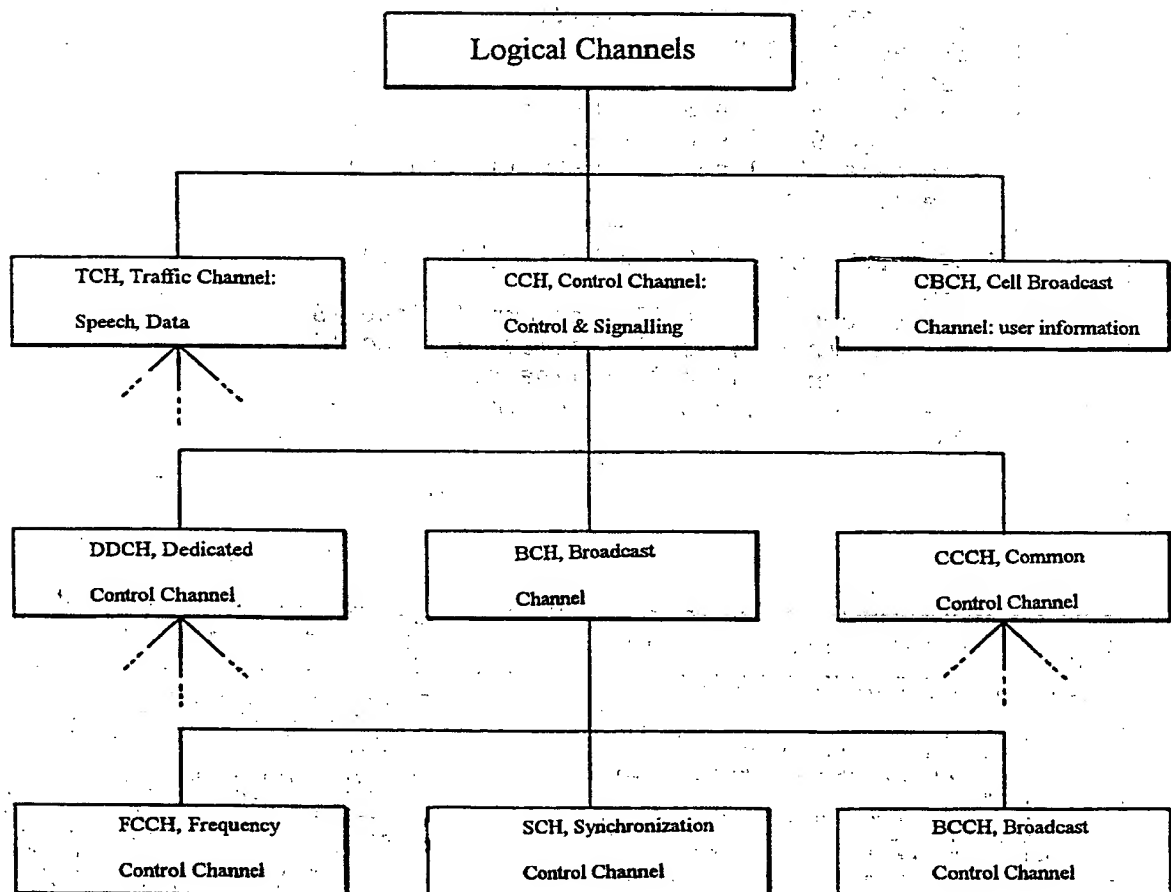 Logical Channels
TCH, Traffic Channel:
Speech, Data
CCH, Control Channel:
Control & Signalling
CBCH, Cell Broadcast
Channel: user information
DDCH, Dedicated
Control Channel
BCH, Broadcast
Channel
CCCH, Common
Control Channel
FCCH, Frequency
Control Channel
SCH, Synchronization
Control Channel
BCCH, Broadcast
Control Channel